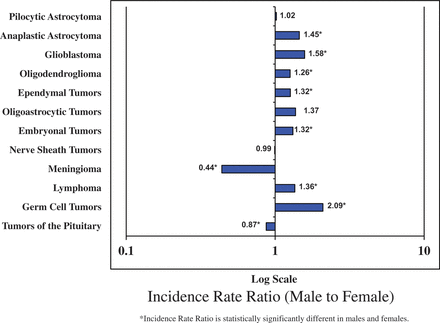 Pilocytic Astrocytoma 1.02
Anaplastic Astrocytoma 1.45*
Glioblastoma 1.58*
Oligodendroglioma 1.26*
Ependymal Tumors 1.32*
Oligoastrocytic Tumors 1.37
Embryonal Tumors 1.32*
Nerve Sheath Tumors 0.99
Meningioma 0.44*
Lymphoma 1.36*
Germ Cell Tumors 2.09*
Tumors of the Pituitary 0.87*
0.1 1 10
Log Scale
Incidence Rate Ratio (Male to Female)
*Incidence Rate Ratio is statistically significantly different in males and females.